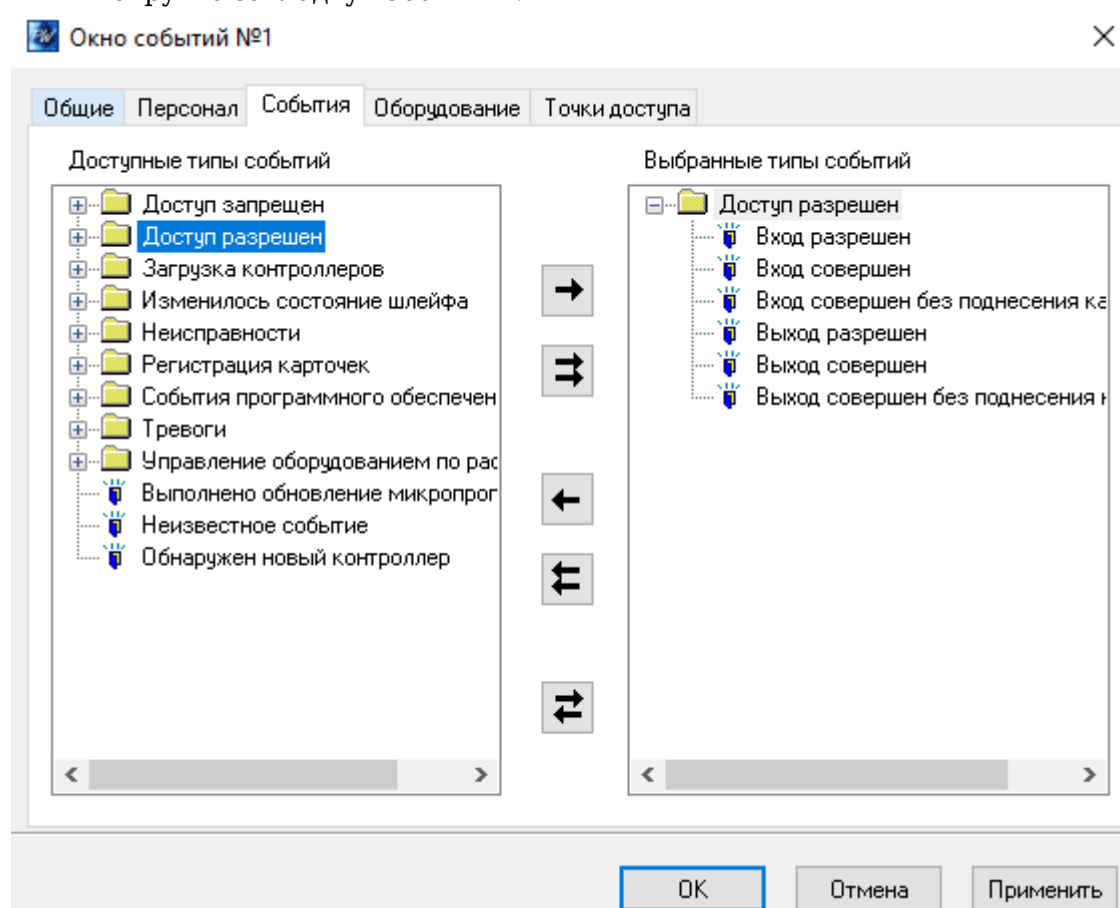 Окно событий №1
Общие Персонал События Оборудование Точки доступа
Доступные типы событий
Доступ запрещен
Доступ разрешен
Загрузка контроллеров
Изменилось состояние шлейфа
Неисправности
Регистрация карточек
События программного обеспечен
Тревоги
Управление оборудованием по рас
Выполнено обновление микропрог
Неизвестное событие
Обнаружен новый контроллер
Выбранные типы событий
Доступ разрешен
Вход разрешен
Вход совершен
Вход совершен без поднесения ка
Выход разрешен
Выход совершен
Выход совершен без поднесения
OK Отмена Применить